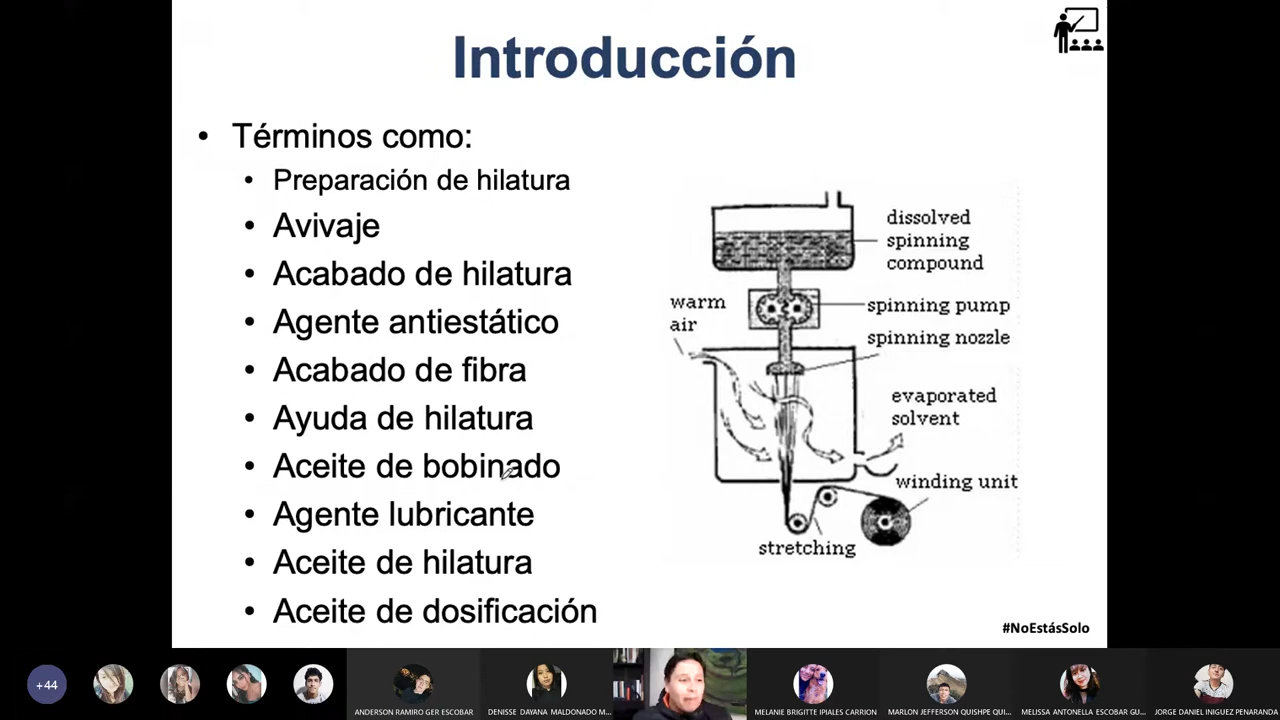 Introducción
• Términos como:
• Preparación de hilatura
• Avivaje
• Acabado de hilatura
• Agente antiestático
• Acabado de fibra
• Ayuda de hilatura
• Aceite de bobinado
• Agente lubricante
• Aceite de hilatura
• Aceite de dosificación
dissolved
spinning
compound
warm
air
spinning pump
spinning nozzle
evaporated
solvent
winding unit
stretching
#NoEstásSolo
+44
ANDERSON RAMIRO GER ESCOBAR
DENISSE DAYANA MALDONADO M...
MELANIE BRIGITTE IPIALES CARRION
MARLON JEFFERSON QUISHPE QUI...
MELISSA ANTONELLA ESCOBAR GU...
JORGE DANIEL INIGUEZ PENARANDA